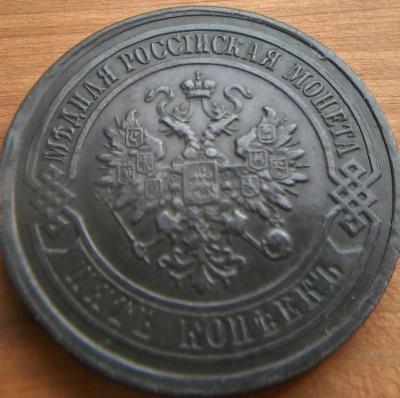 МѢДНАЯ РОССІЙСКАЯ МОНЕТА
ПЯТЬ КОПѢЕКЪ